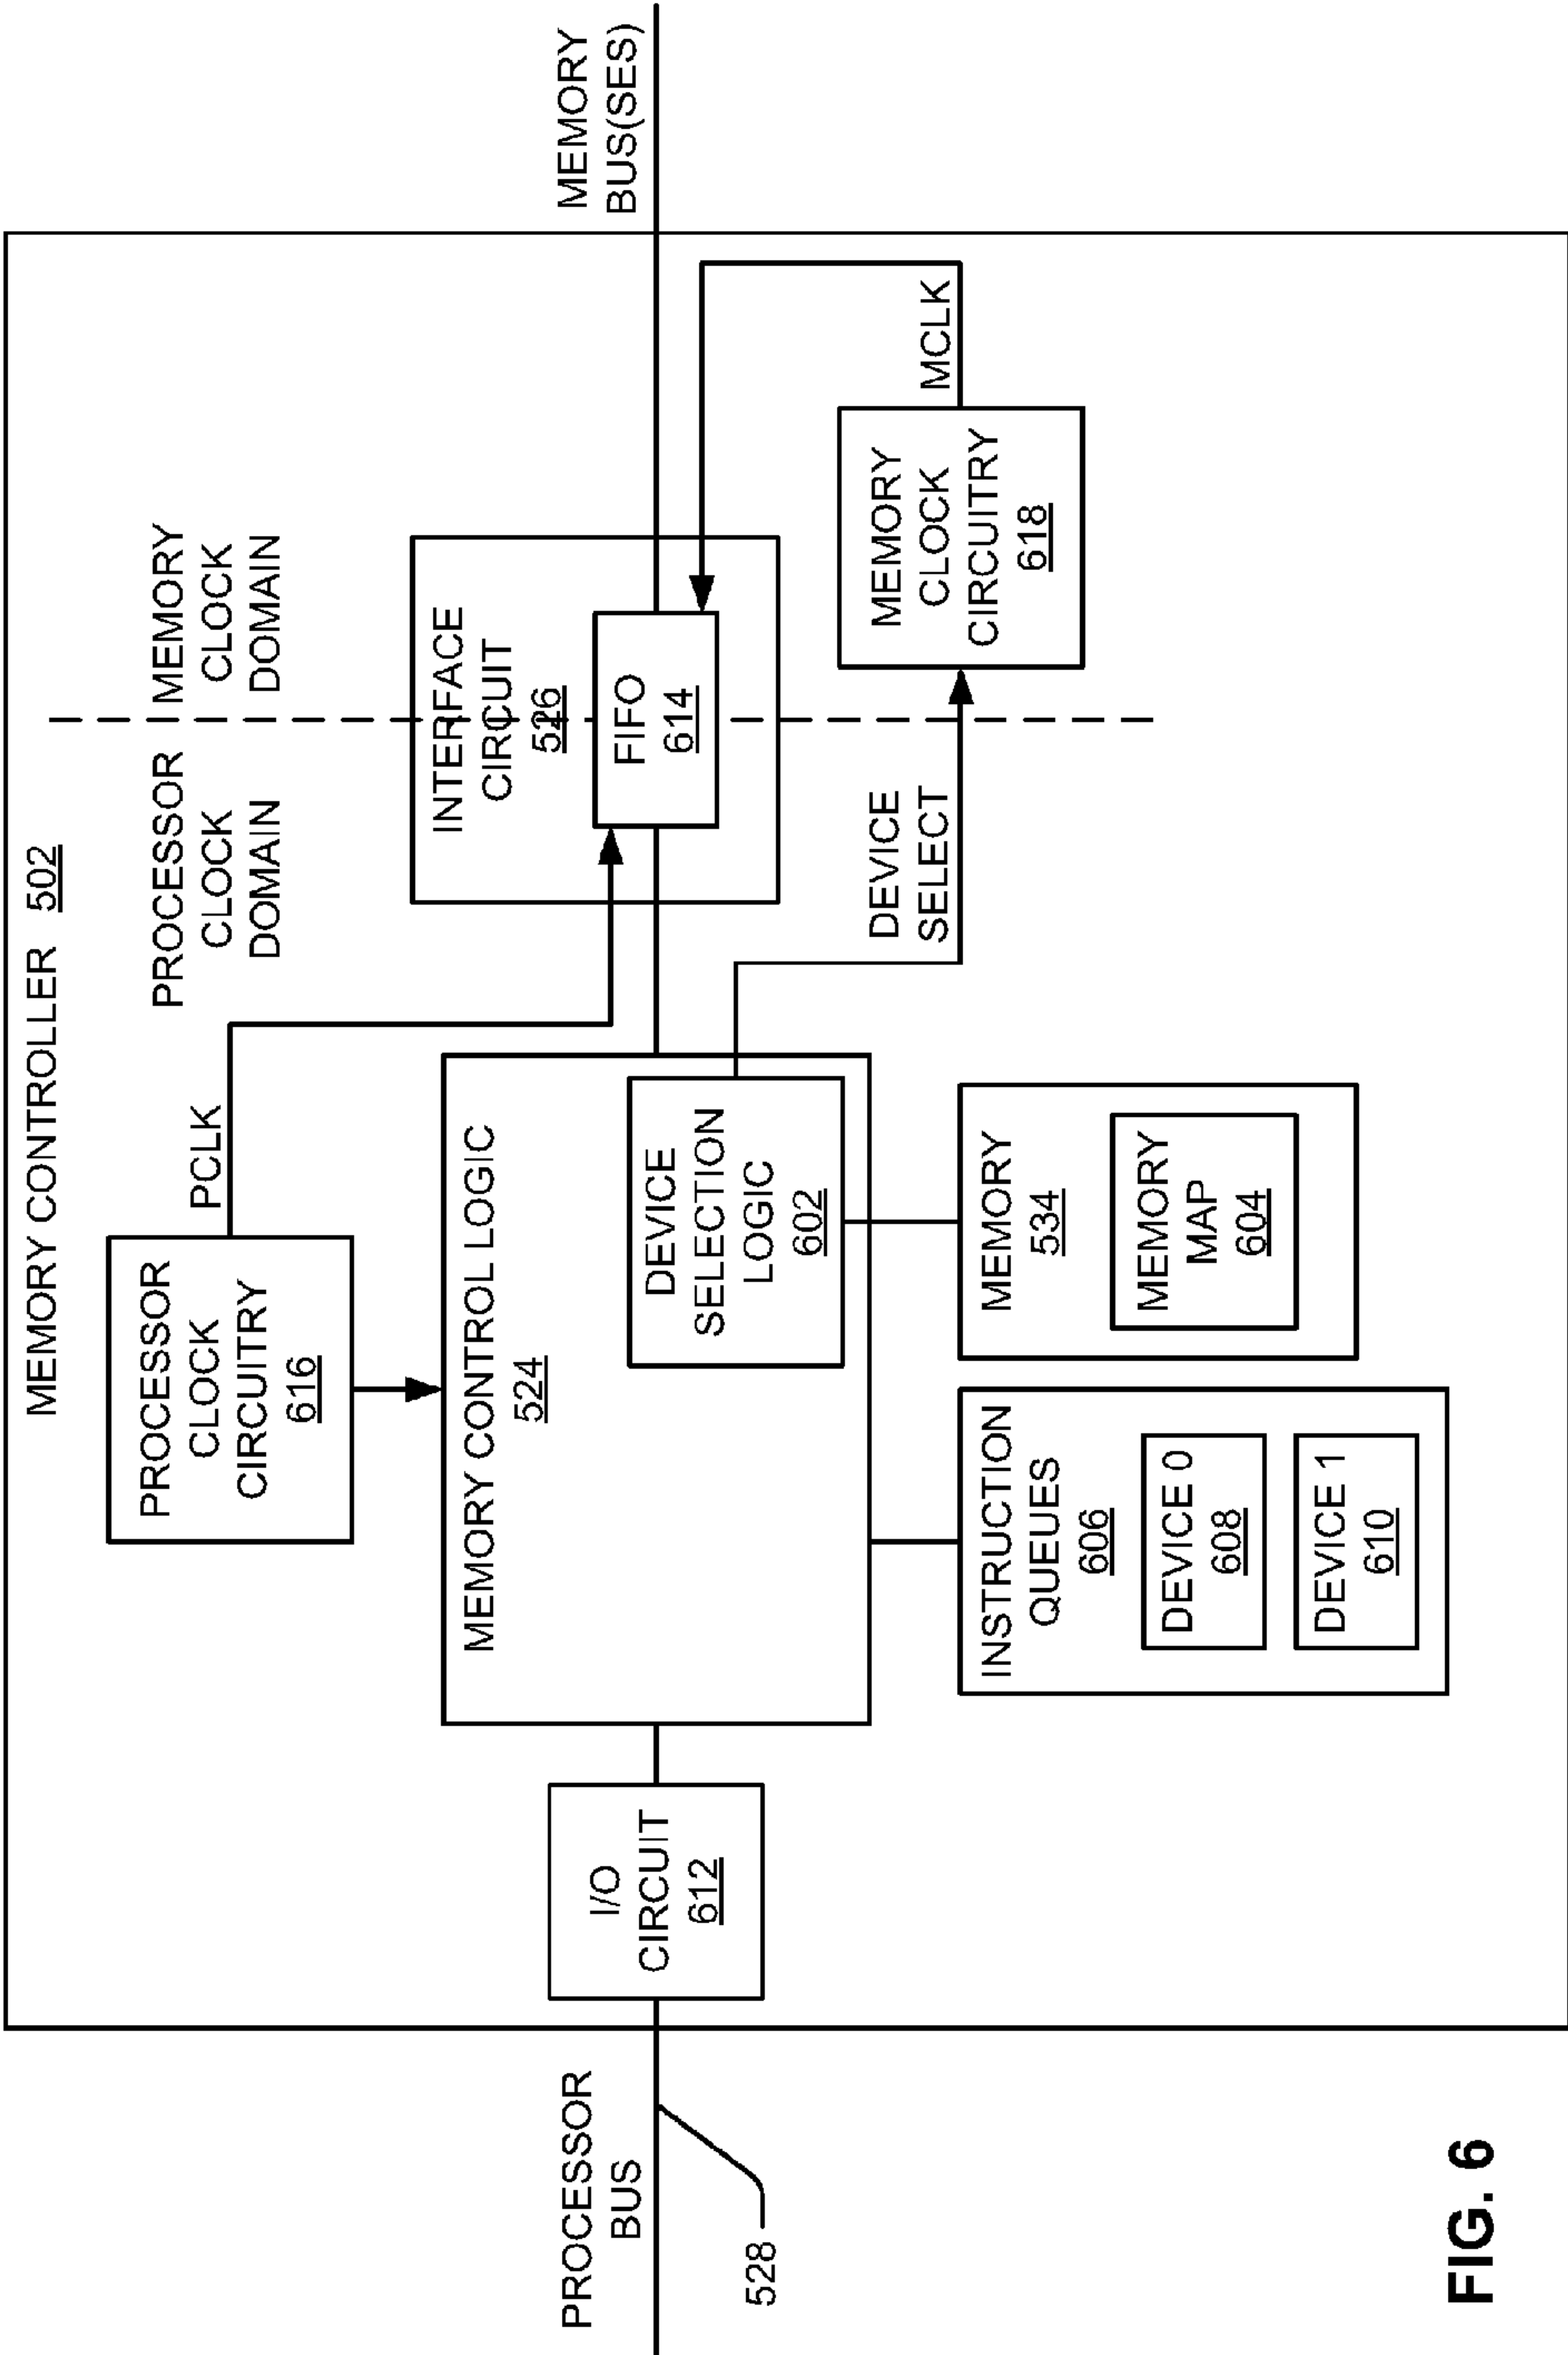 MEMORY CONTROLLER 502
PROCESSOR
CLOCK
DOMAIN
MEMORY
CLOCK
DOMAIN
PROCESSOR
CLOCK
CIRCUITRY
616
PCLK
INTERFACE
CIRCUIT
526
FIFO
614
MEMORY
BUS(SES)
MEMORY CONTROL LOGIC
524
DEVICE
SELECTION
LOGIC
602
I/O
CIRCUIT
612
PROCESSOR
BUS
528
DEVICE
SELECT
MEMORY
CLOCK
CIRCUITRY
618
MCLK
INSTRUCTION
QUEUES
606
DEVICE 0
608
DEVICE 1
610
MEMORY
534
MEMORY
MAP
604
FIG. 6